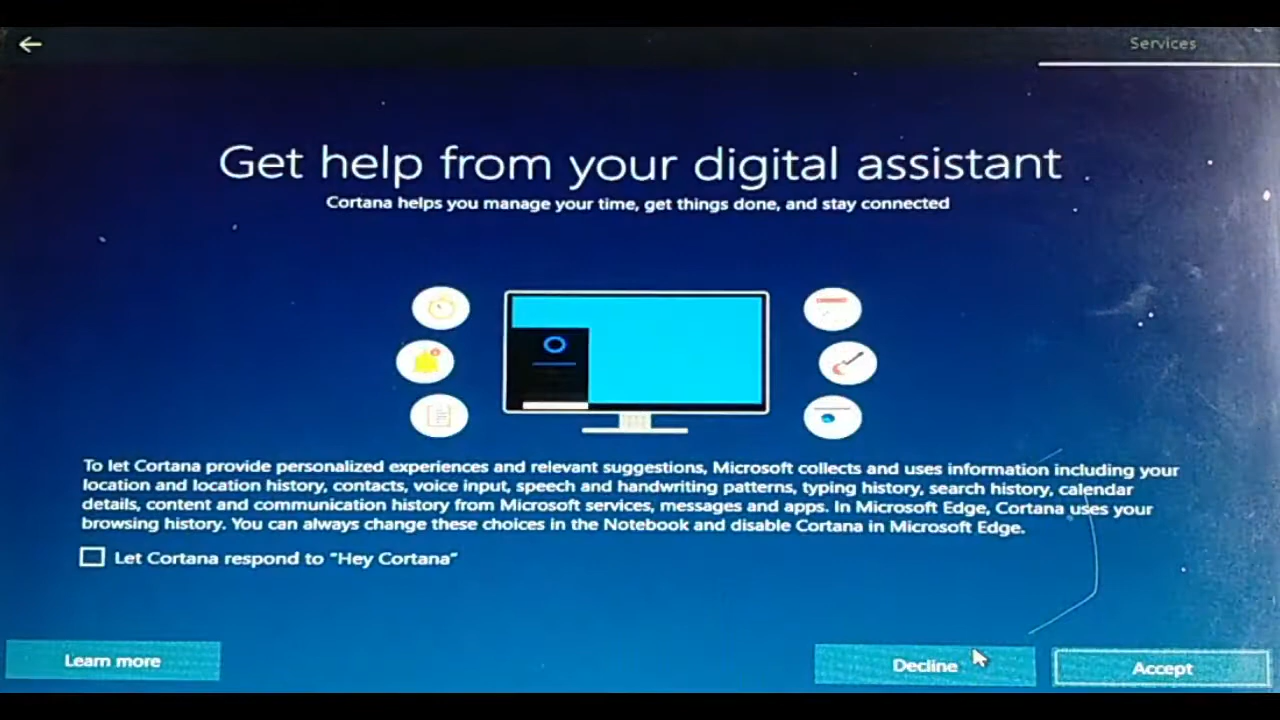 Services
Get help from your digital assistant
Cortana helps you manage your time, get things done, and stay connected
To let Cortana provide personalized experiences and relevant suggestions, Microsoft collects and uses information including your
location and location history, contacts, voice input, speech and handwriting patterns, typing history, search history, calendar
details, content and communication history from Microsoft services, messages and apps. In Microsoft Edge, Cortana uses your
browsing history. You can always change these choices in the Notebook and disable Cortana in Microsoft Edge.
Let Cortana respond to "Hey Cortana"
Learn more
Decline
Accept